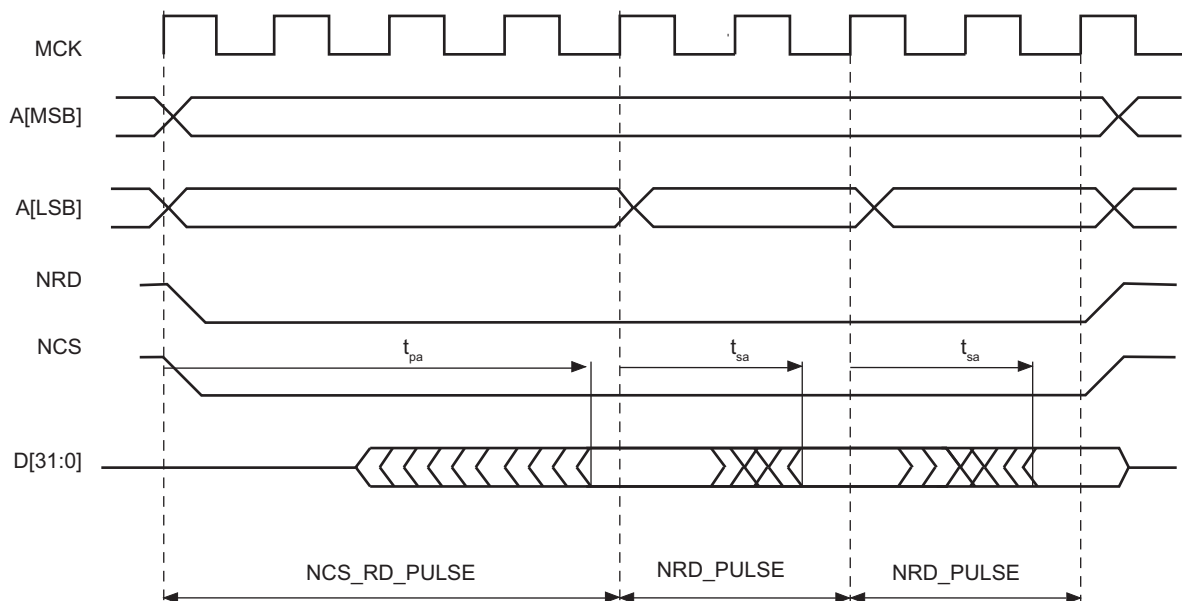 MCK
A[MSB]
A[LSB]
NRD
NCS
tpa
tsa
tsa
D[31:0]
NCS_RD_PULSE
NRD_PULSE
NRD_PULSE